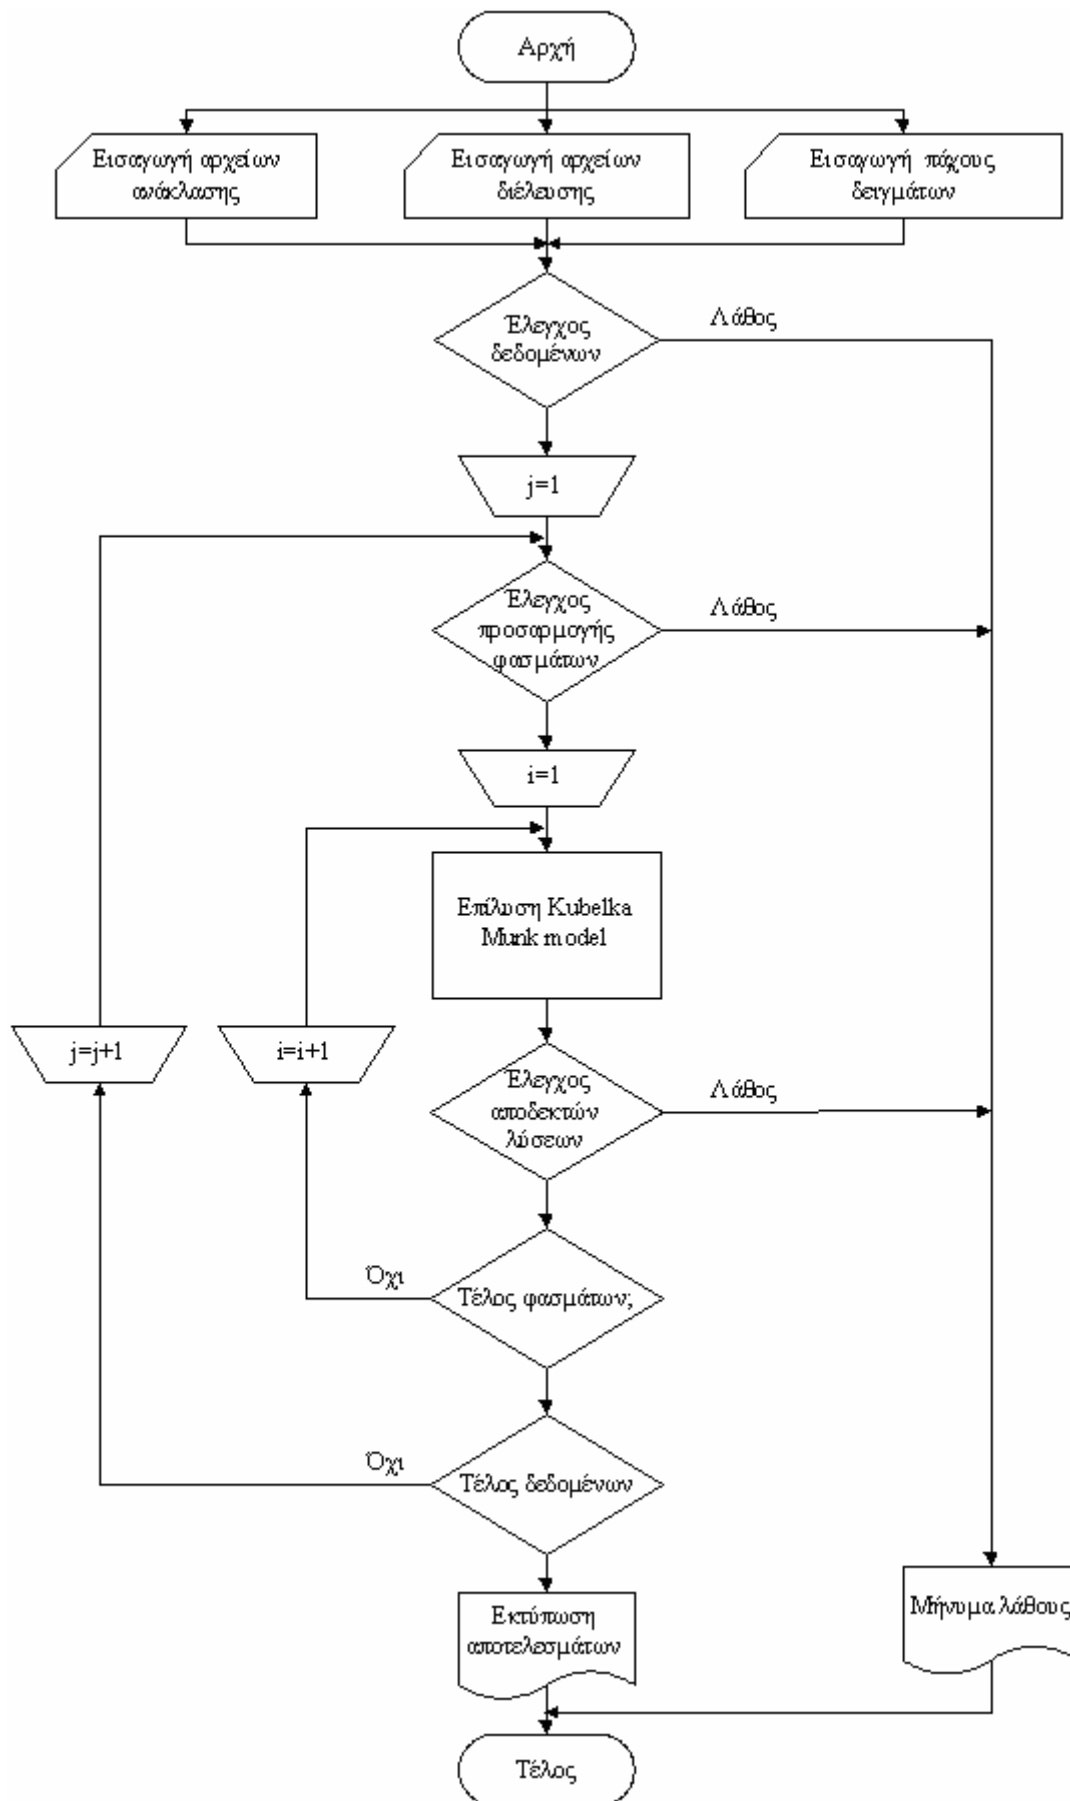 Αρχή
Εισαγωγή αρχείων
ανάκλασης
Εισαγωγή αρχείων
διέλευσης
Εισαγωγή πάχους
δειγμάτων
Έλεγχος
δεδομένων
Λάθος
j=1
Έλεγχος
προσαρμογής
φασμάτων
Λάθος
i=1
Επίλυση Kubelka
Munk model
j=j+1
i=i+1
Έλεγχος
αποδεκτών
λύσεων
Λάθος
Όχι
Τέλος φασμάτων;
Όχι
Τέλος δεδομένων
Εκτύπωση
αποτελεσμάτων
Μήνυμα λάθους
Τέλος